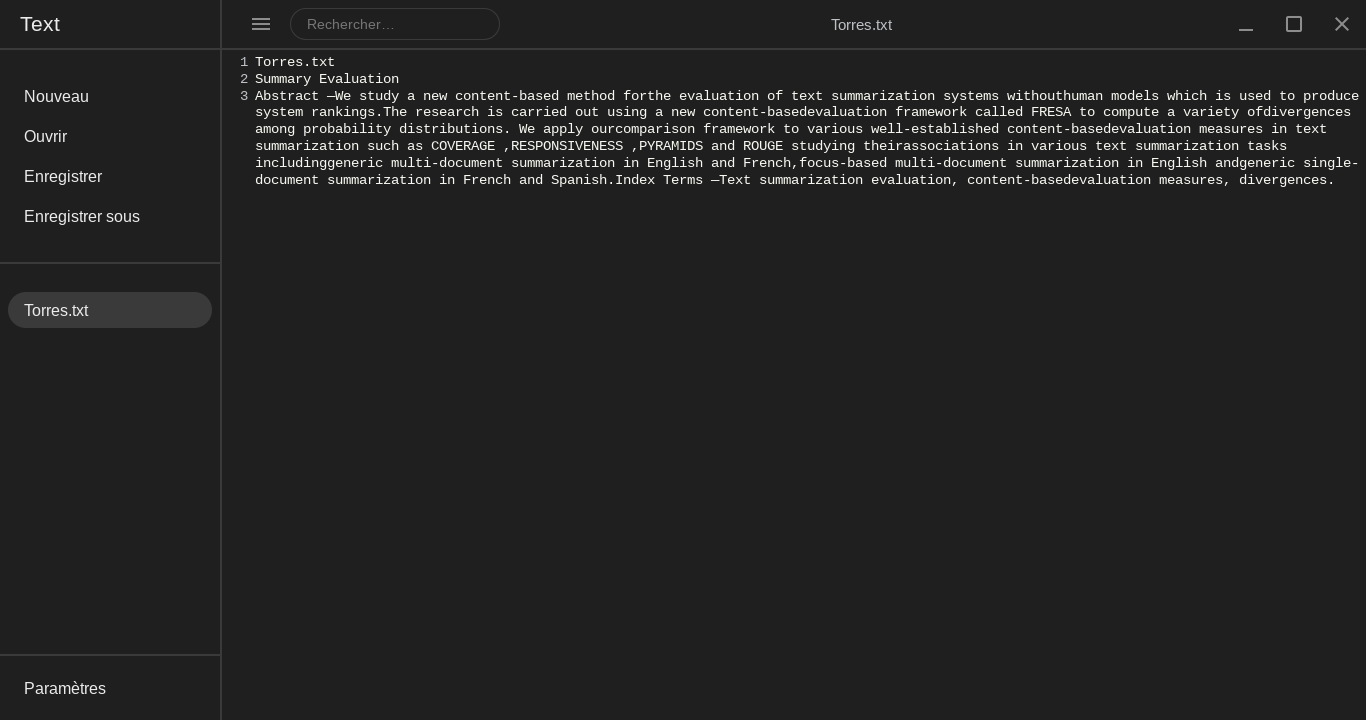 Text
Rechercher…
Torres.txt
Nouveau
Ouvrir
Enregistrer
Enregistrer sous
Torres.txt
Paramètres
1 Torres.txt
2 Summary Evaluation
3 Abstract —We study a new content-based method forthe evaluation of text summarization systems withouthuman models which is used to produce
system rankings.The research is carried out using a new content-basedevaluation framework called FRESA to compute a variety ofdivergences
among probability distributions. We apply ourcomparison framework to various well-established content-basedevaluation measures in text
summarization such as COVERAGE ,RESPONSIVENESS ,PYRAMIDS and ROUGE studying theirassociations in various text summarization tasks
includinggeneric multi-document summarization in English and French,focus-based multi-document summarization in English andgeneric single-
document summarization in French and Spanish.Index Terms —Text summarization evaluation, content-basedevaluation measures, divergences.